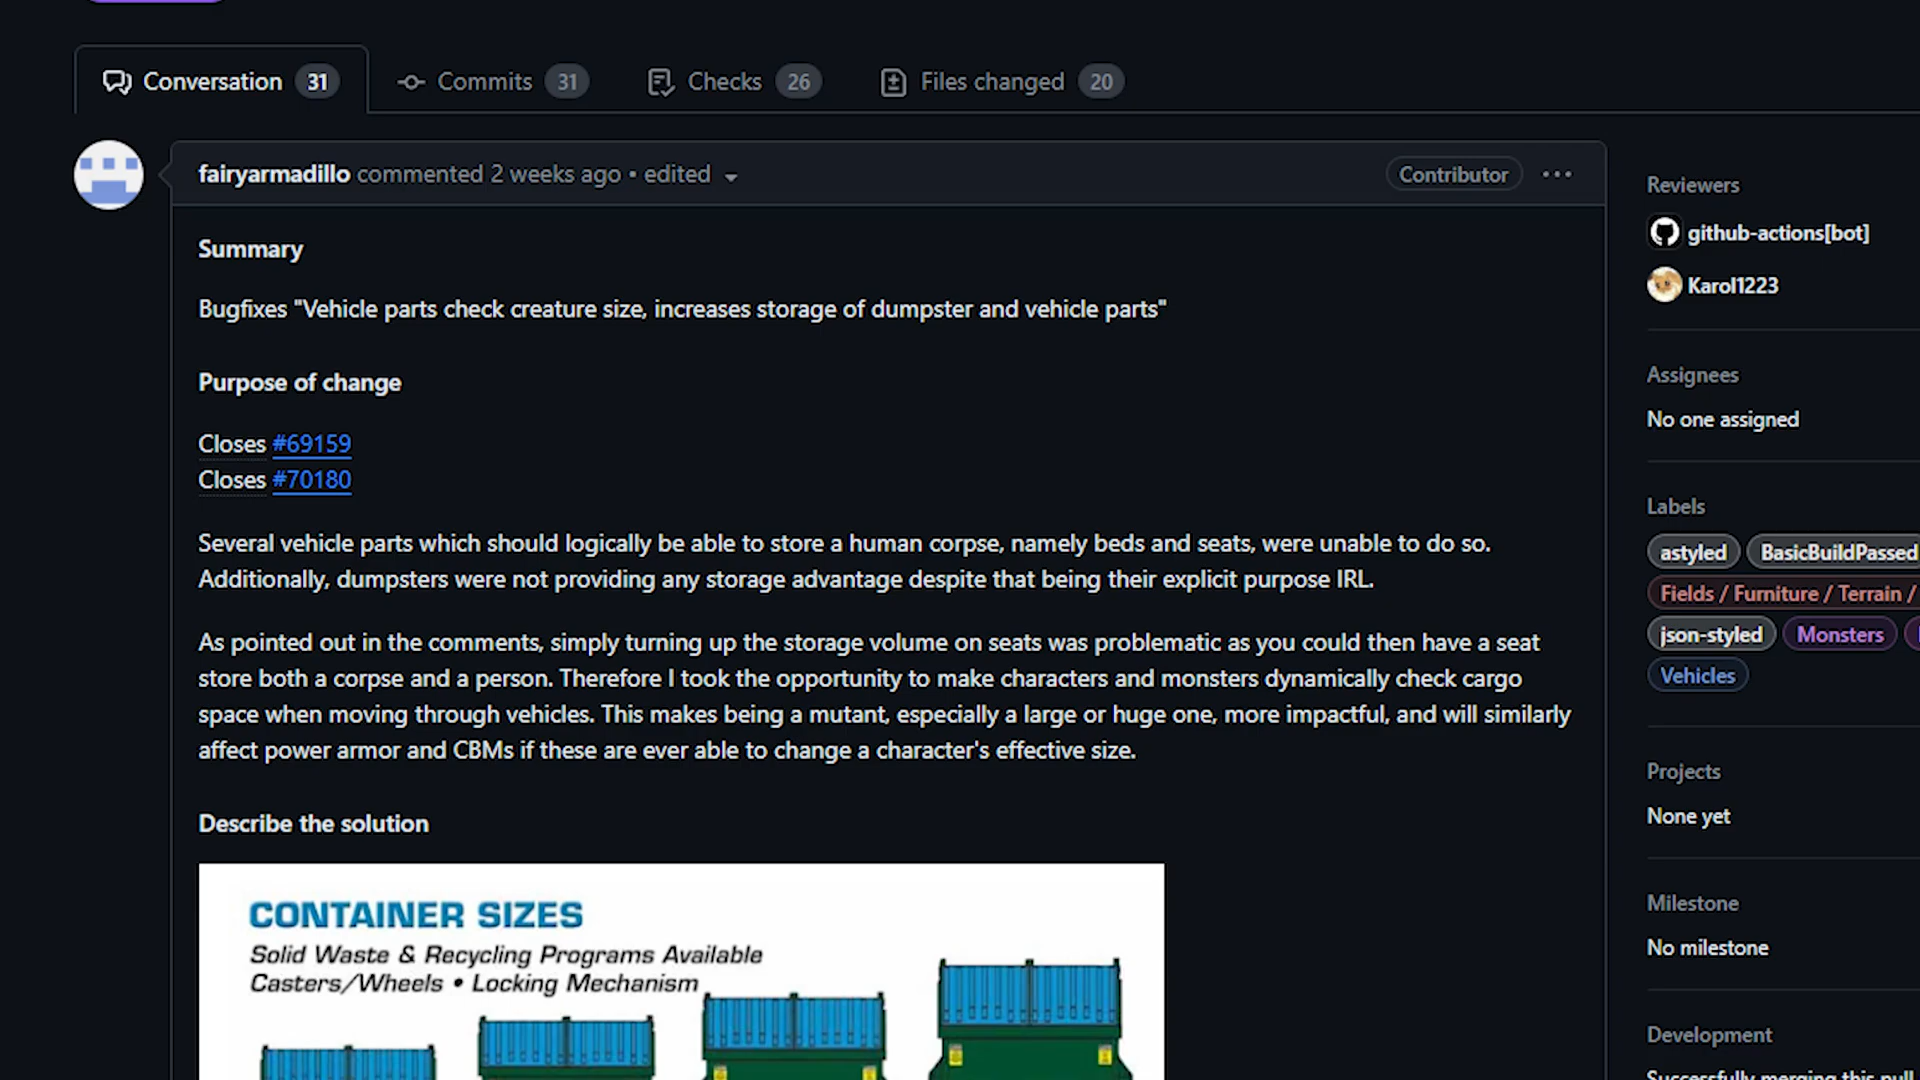 Conversation 31 Commits 31 Checks 26 Files changed 20
fairyarmadillo commented 2 weeks ago • edited
Contributor
Summary
Bugfixes "Vehicle parts check creature size, increases storage of dumpster and vehicle parts"
Purpose of change
Closes #69159
Closes #70180
Several vehicle parts which should logically be able to store a human corpse, namely beds and seats, were unable to do so.
Additionally, dumpsters were not providing any storage advantage despite that being their explicit purpose IRL.
As pointed out in the comments, simply turning up the storage volume on seats was problematic as you could then have a seat
store both a corpse and a person. Therefore I took the opportunity to make characters and monsters dynamically check cargo
space when moving through vehicles. This makes being a mutant, especially a large or huge one, more impactful, and will similarly
affect power armor and CBMs if these are ever able to change a character's effective size.
Describe the solution
CONTAINER SIZES
Solid Waste & Recycling Programs Available
Casters/Wheels • Locking Mechanism
Reviewers
github-actions[bot]
Karol1223
Assignees
No one assigned
Labels
astyled BasicBuildPassed
Fields / Furniture / Terrain /
json-styled Monsters
Vehicles
Projects
None yet
Milestone
No milestone
Development
Successfully merging this pull